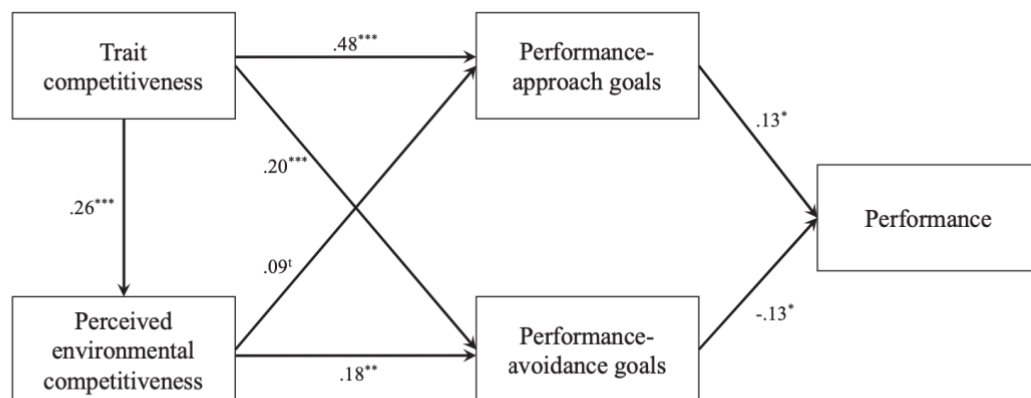 Trait
competitiveness
.48***
Performance-
approach goals
.13*
.20***
.26***
Performance
.09ᵗ
Perceived
environmental
competitiveness
.18**
Performance-
avoidance goals
-.13*